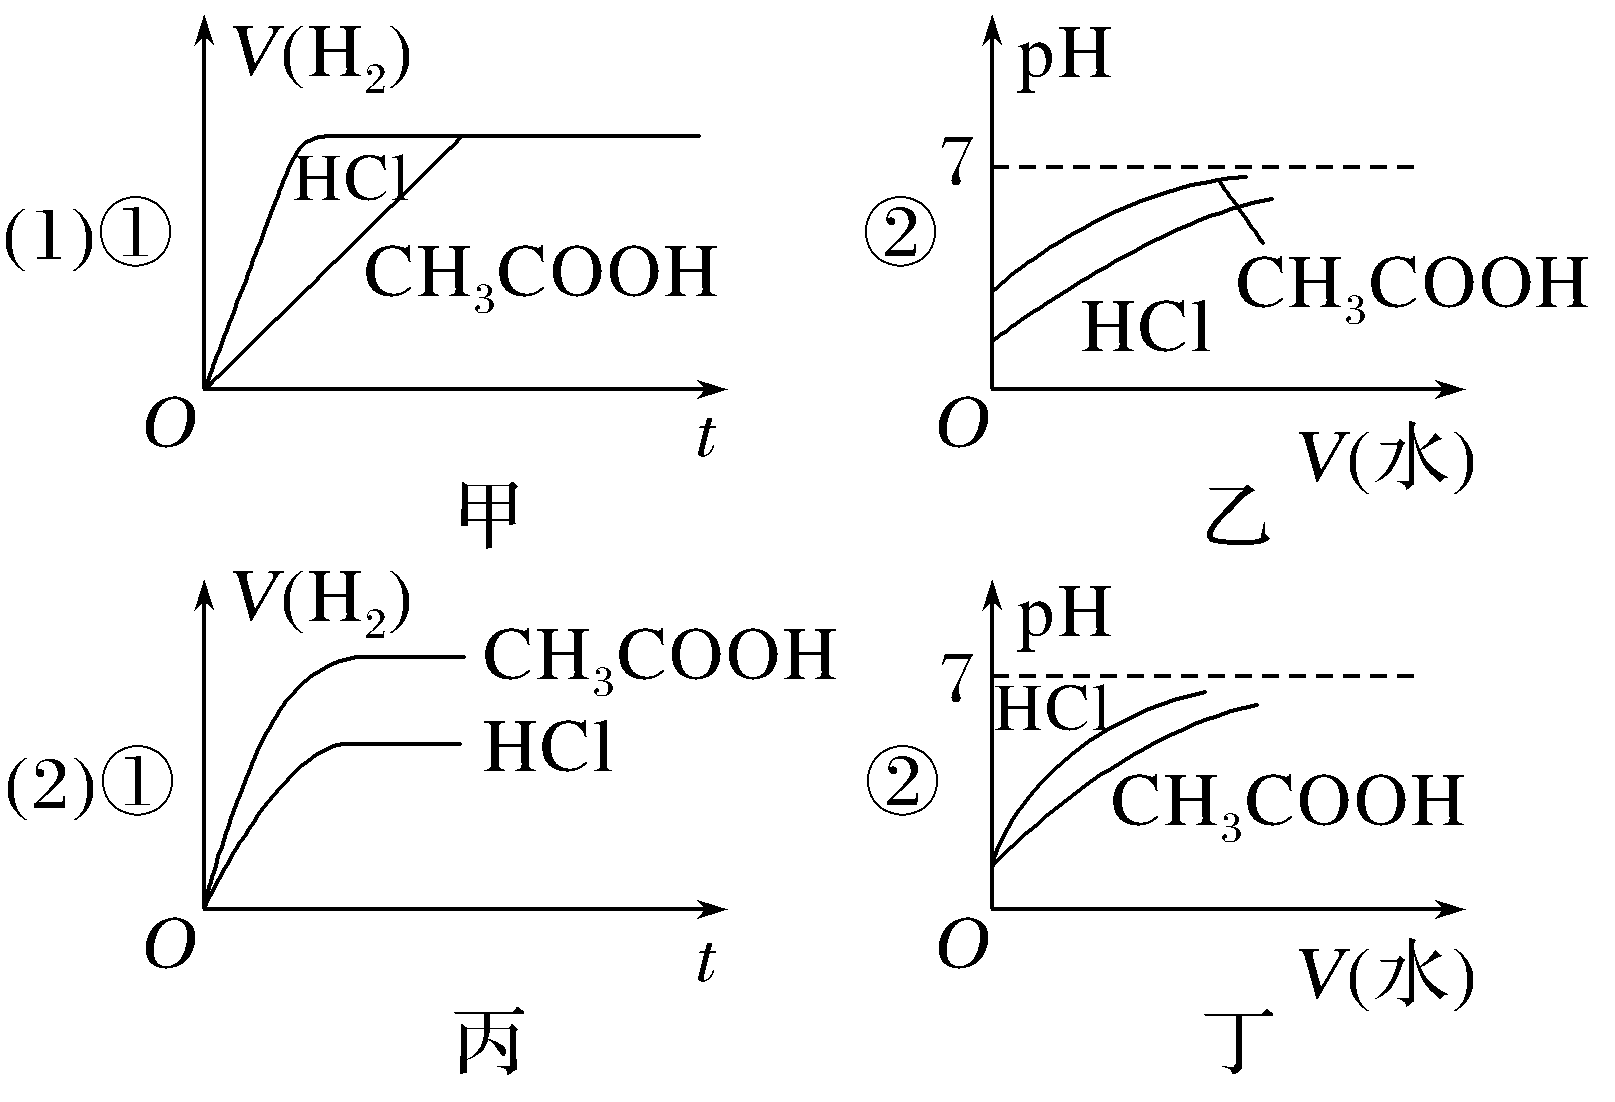 V(H₂)
HCl
(1)①
CH₃COOH
O
t
甲
pH
7
②
CH₃COOH
HCl
O
V(水)
乙
V(H₂)
CH₃COOH
HCl
(2)①
O
t
丙
pH
7
HCl
②
CH₃COOH
O
V(水)
丁